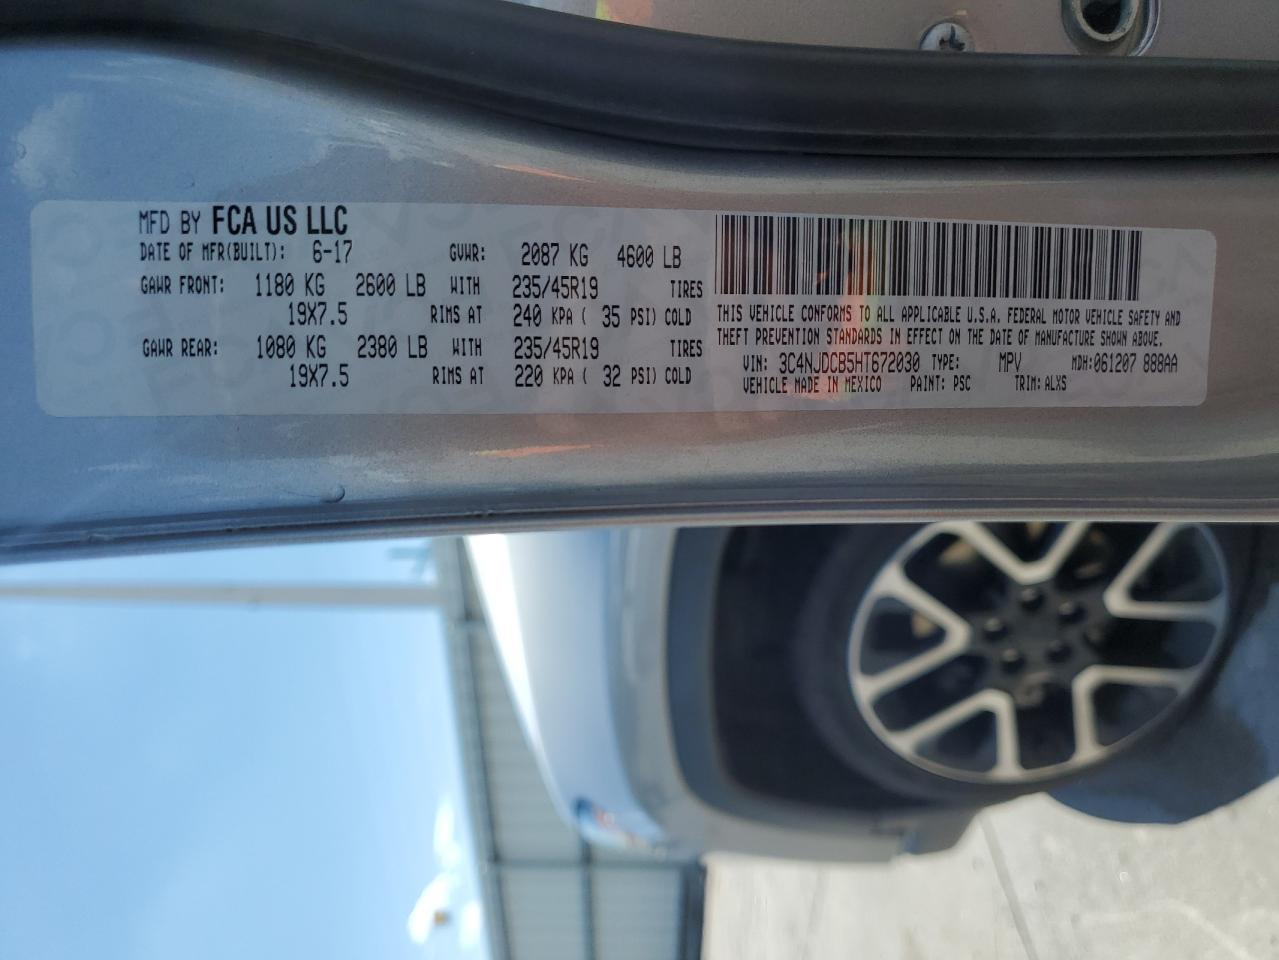 MFD BY FCA US LLC
DATE OF MFR(BUILT): 6-17 GVWR: 2087 KG 4600 LB
GAWR FRONT: 1180 KG 2600 LB WITH 235/45R19 TIRES
19X7.5 RIMS AT 240 KPA ( 35 PSI) COLD
GAWR REAR: 1080 KG 2380 LB WITH 235/45R19 TIRES
19X7.5 RIMS AT 220 KPA ( 32 PSI) COLD
THIS VEHICLE CONFORMS TO ALL APPLICABLE U.S.A. FEDERAL MOTOR VEHICLE SAFETY AND
THEFT PREVENTION STANDARDS IN EFFECT ON THE DATE OF MANUFACTURE SHOWN ABOVE.
VIN: 3C4NJDCB5HT672030 TYPE: MPV MDH: 061207 888AA
VEHICLE MADE IN MEXICO PAINT: PSC TRIM: ALXS